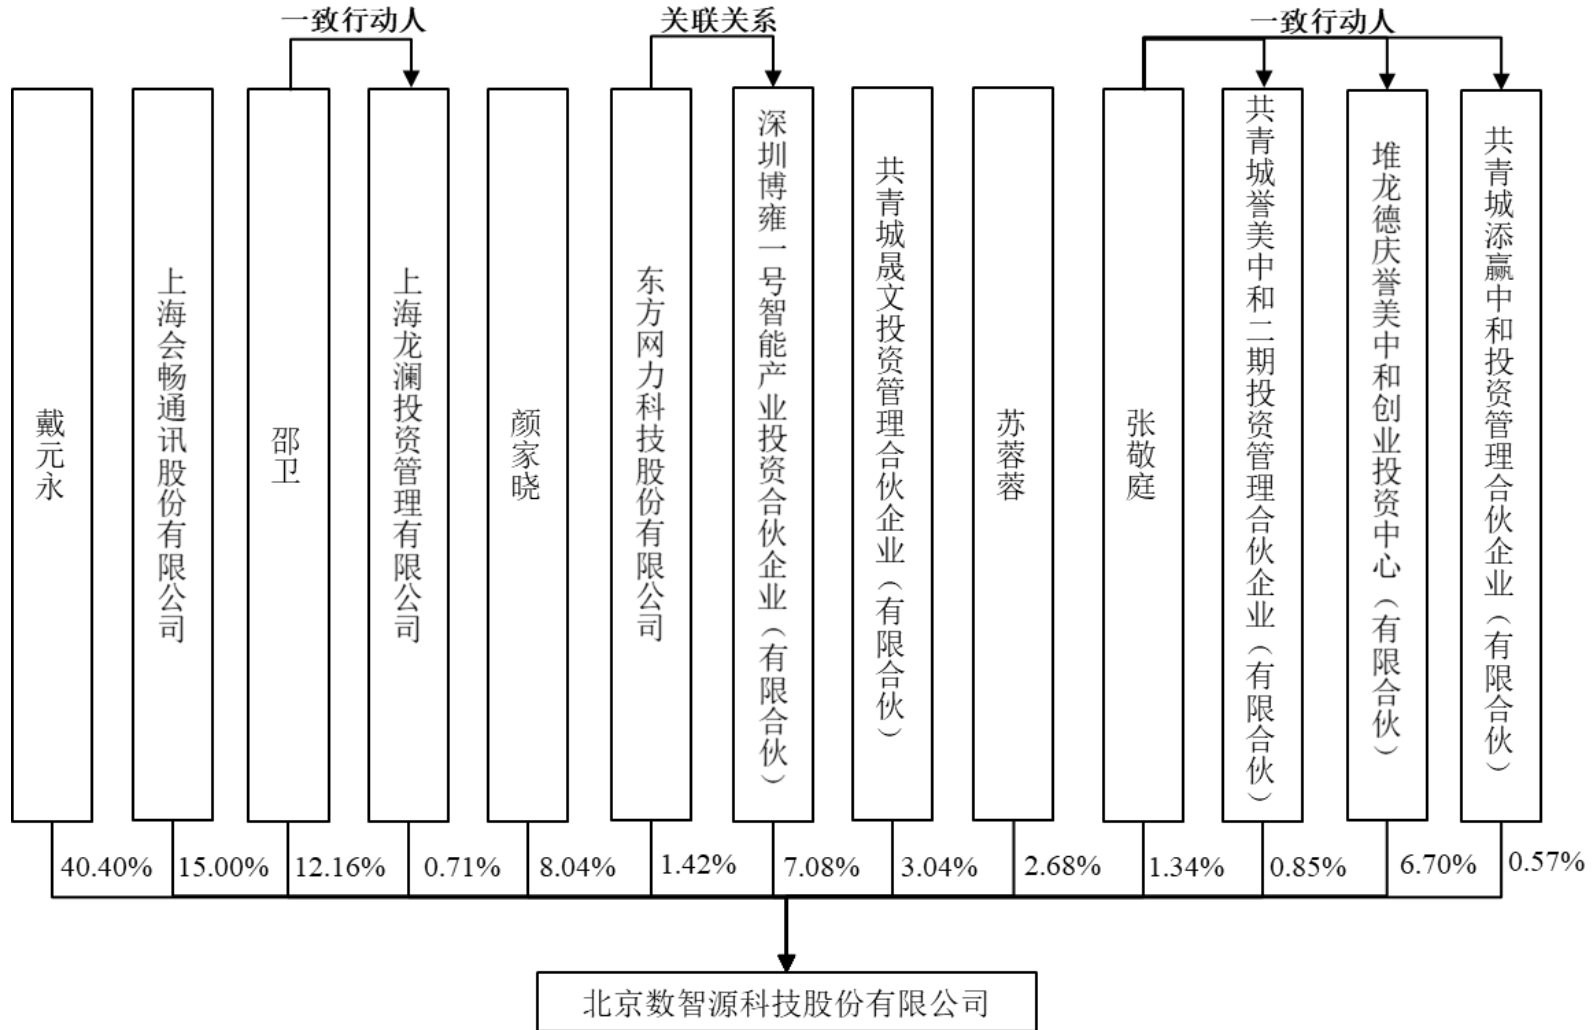 一致行动人
关联关系
一致行动人
戴元永
上海会畅通讯股份有限公司
邵卫
上海龙澜投资管理有限公司
颜家晓
东方网力科技股份有限公司
深圳博雍一号智能产业投资合伙企业（有限合伙）
共青城晟文投资管理合伙企业（有限合伙）
苏蓉蓉
张敬庭
共青城誉美中和二期投资管理合伙企业（有限合伙）
堆龙德庆誉美中和创业投资中心（有限合伙）
共青城添赢中和投资管理合伙企业（有限合伙）
40.40%
15.00%
12.16%
0.71%
8.04%
1.42%
7.08%
3.04%
2.68%
1.34%
0.85%
6.70%
0.57%
北京数智源科技股份有限公司